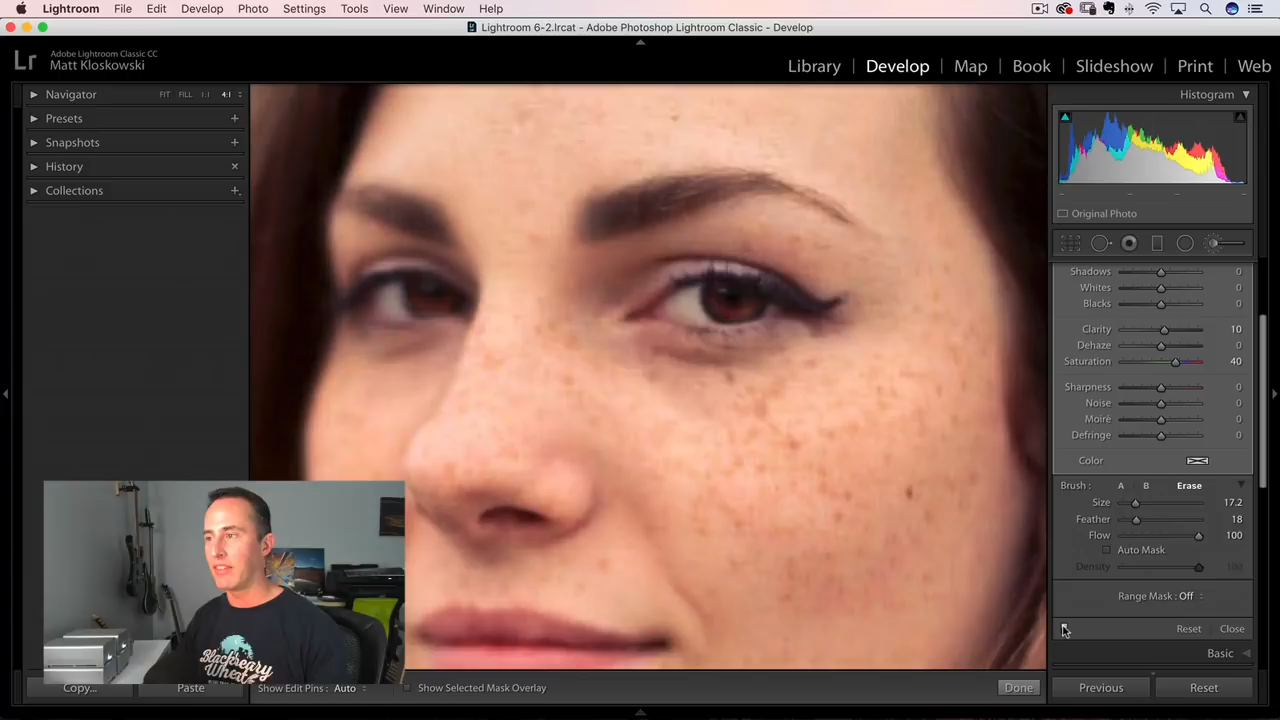 Lightroom File Edit Develop Photo Settings Tools View Window Help
Lightroom 6-2.lrcat - Adobe Photoshop Lightroom Classic - Develop
Lr
Adobe Lightroom Classic CC
Matt Kloskowski
Library | Develop | Map | Book | Slideshow | Print | Web
Navigator FIT FILL 1:1 4:1
Presets
Snapshots
History
Collections
Histogram
Original Photo
Shadows 0
Whites 0
Blacks 0
Clarity 10
Dehaze 0
Saturation 40
Sharpness 0
Noise 0
Moiré 0
Defringe 0
Color
Brush : A B Erase
Size 17.2
Feather 18
Flow 100
Auto Mask
Density 100
Range Mask : Off
Reset Close
Basic
Blackreary
Wheat
Copy... Paste
Show Edit Pins : Auto
Show Selected Mask Overlay
Done
Previous Reset